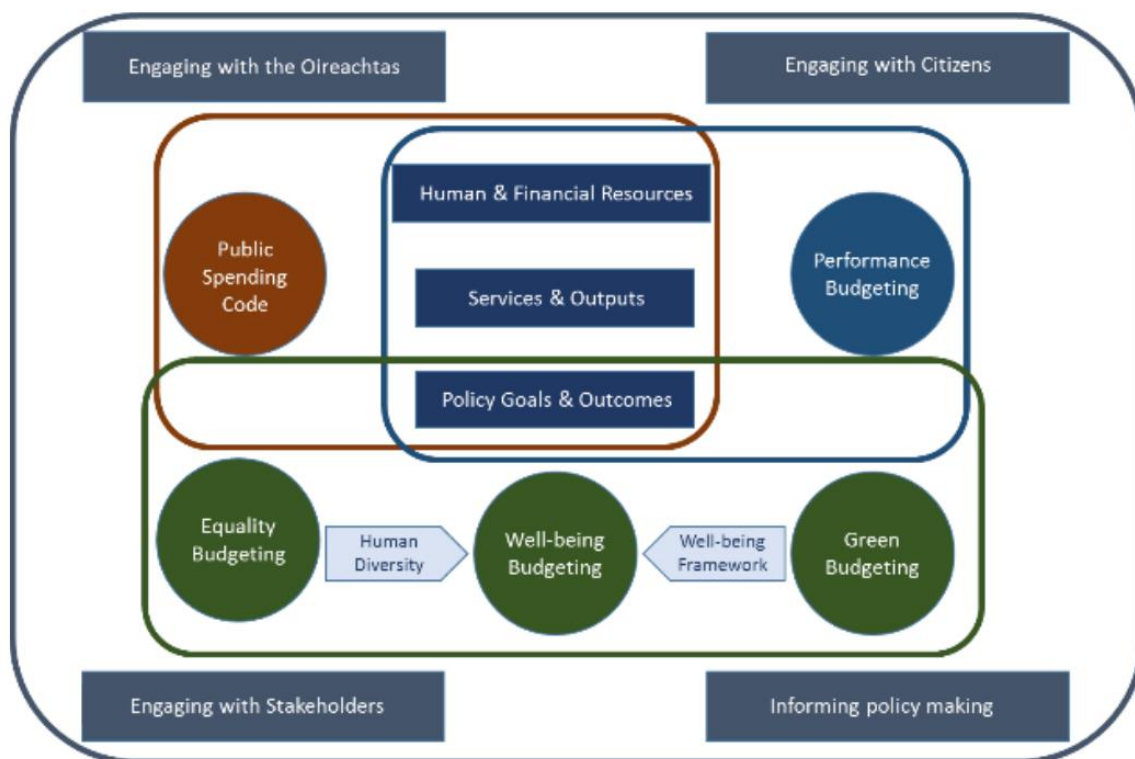 Engaging with the Oireachtas
Engaging with Citizens
Human & Financial Resources
Public
Spending
Code
Performance
Budgeting
Services & Outputs
Policy Goals & Outcomes
Equality
Budgeting
Human
Diversity
Well-being
Budgeting
Well-being
Framework
Green
Budgeting
Engaging with Stakeholders
Informing policy making